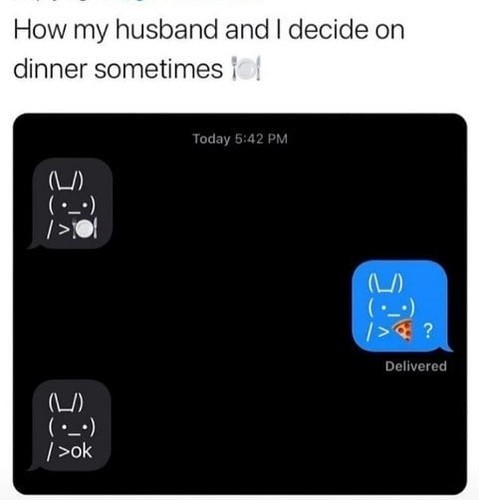 How my husband and I decide on
dinner sometimes 🍽️
Today 5:42 PM
(\_/)
(•_•)
/>🍽️
(\_/)
(•_•)
/>🍕 ?
Delivered
(\_/)
(•_•)
/>ok